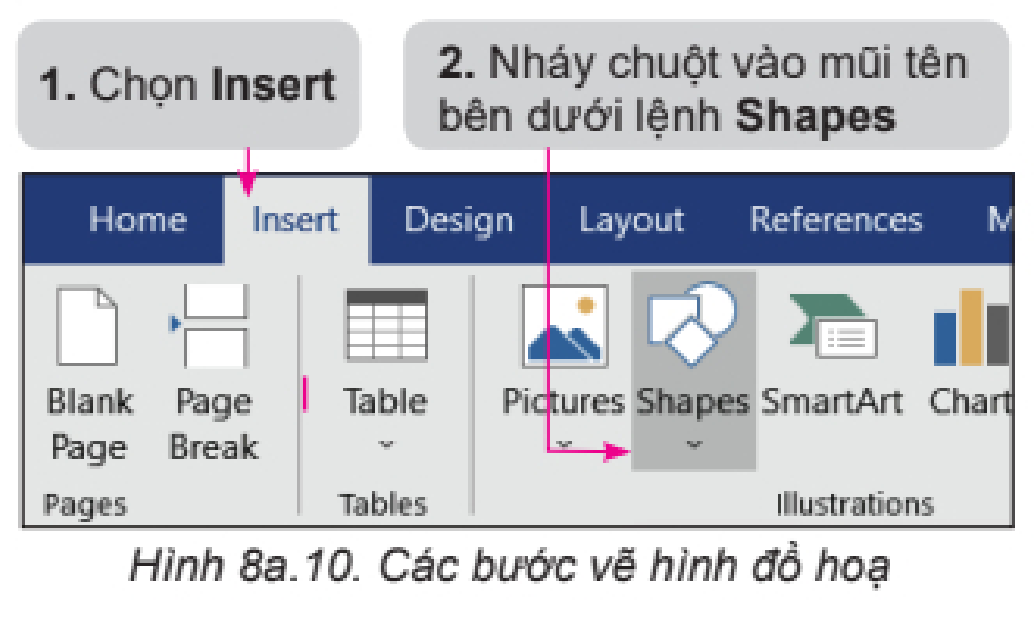 1. Chọn Insert
2. Nháy chuột vào mũi tên
bên dưới lệnh Shapes
Home Insert Design Layout References M
Blank Page Table Pictures Shapes SmartArt Chart
Page Break
Pages Tables Illustrations
Hình 8a.10. Các bước vẽ hình đồ hoạ